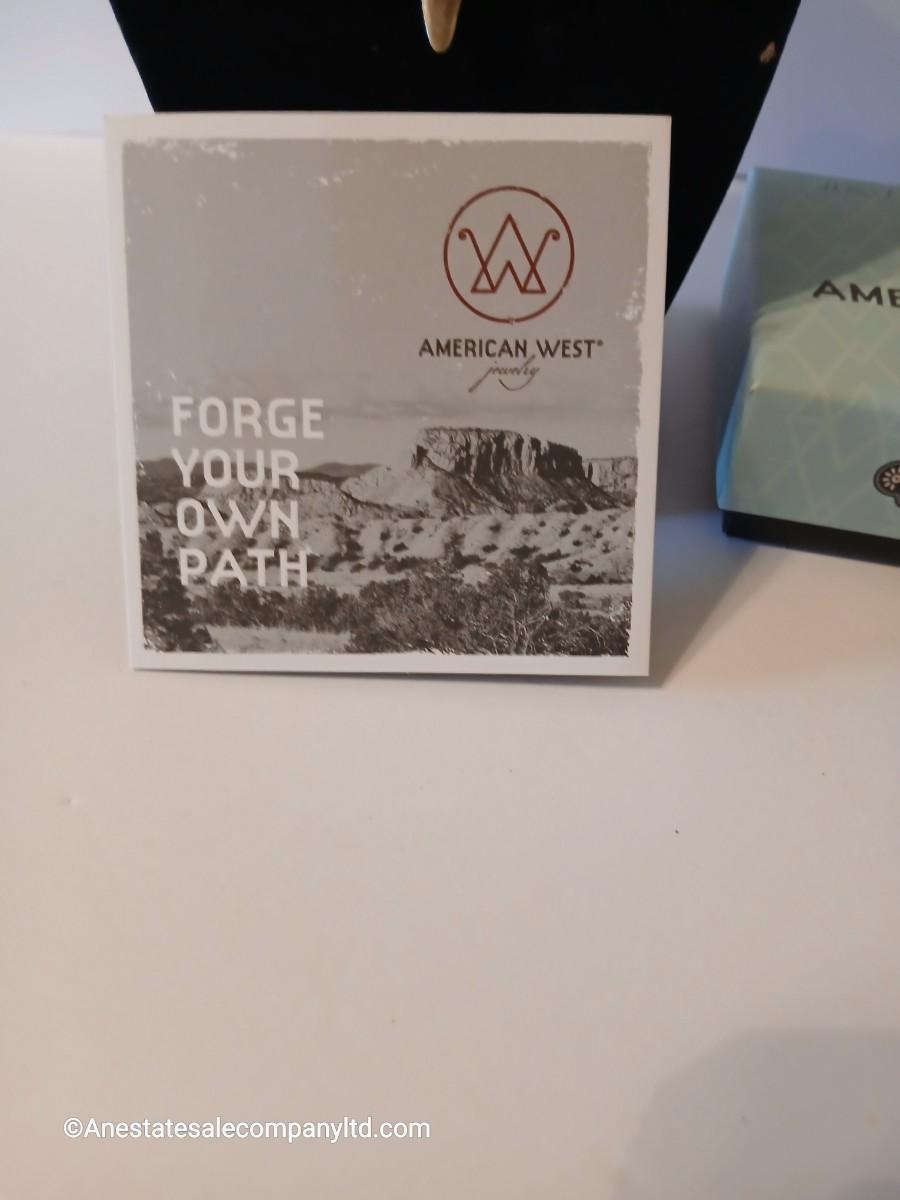 AMERICAN WEST®
jewelry
FORGE
YOUR
OWN
PATH
AME
©Anestatesalecompanyltd.com